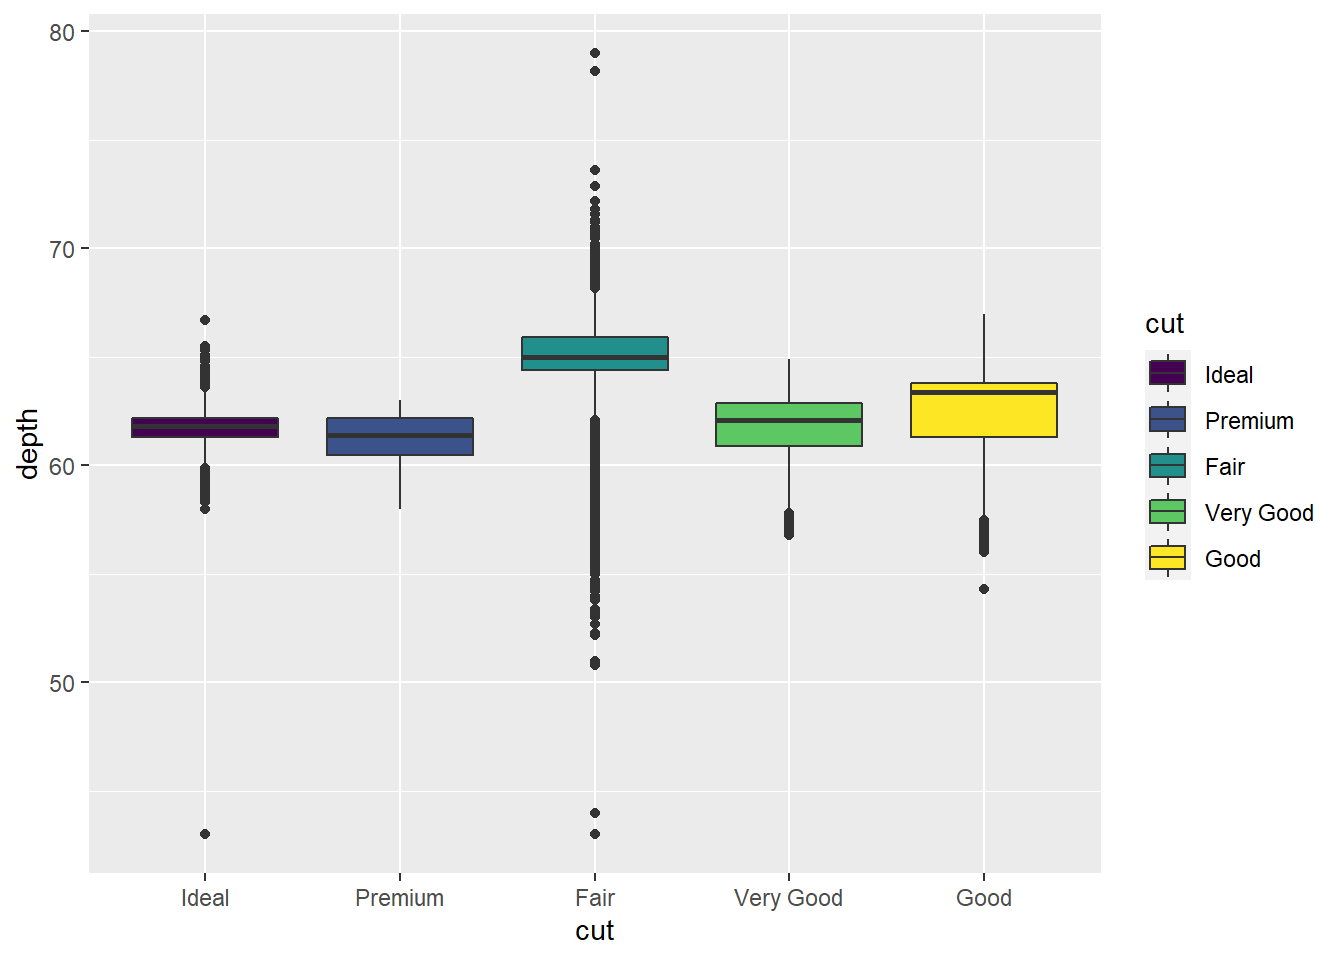 80
70
60
50
depth
Ideal Premium Fair Very Good Good
cut
cut
Ideal
Premium
Fair
Very Good
Good